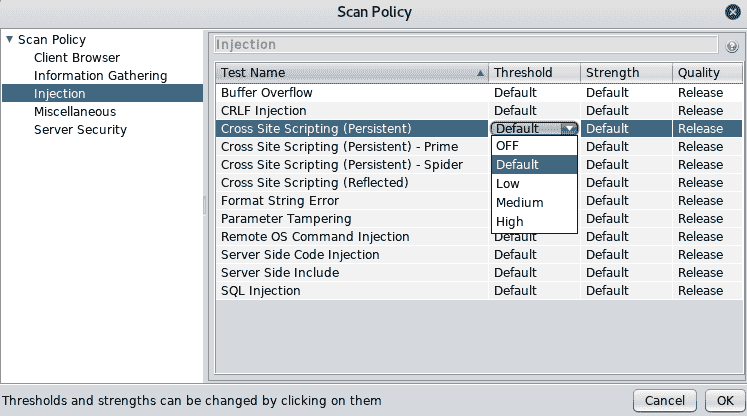 Scan Policy
Scan Policy
Client Browser
Information Gathering
Injection
Miscellaneous
Server Security
Injection
Test Name Threshold Strength Quality
Buffer Overflow Default Default Release
CRLF Injection Default Default Release
Cross Site Scripting (Persistent) Default Default Release
Cross Site Scripting (Persistent) - Prime OFF Default Release
Cross Site Scripting (Persistent) - Spider Default Default Release
Cross Site Scripting (Reflected) Low Default Release
Format String Error Medium Default Release
Parameter Tampering High Default Release
Remote OS Command Injection Default Default Release
Server Side Code Injection Default Default Release
Server Side Include Default Default Release
SQL Injection Default Default Release
Thresholds and strengths can be changed by clicking on them
Cancel OK